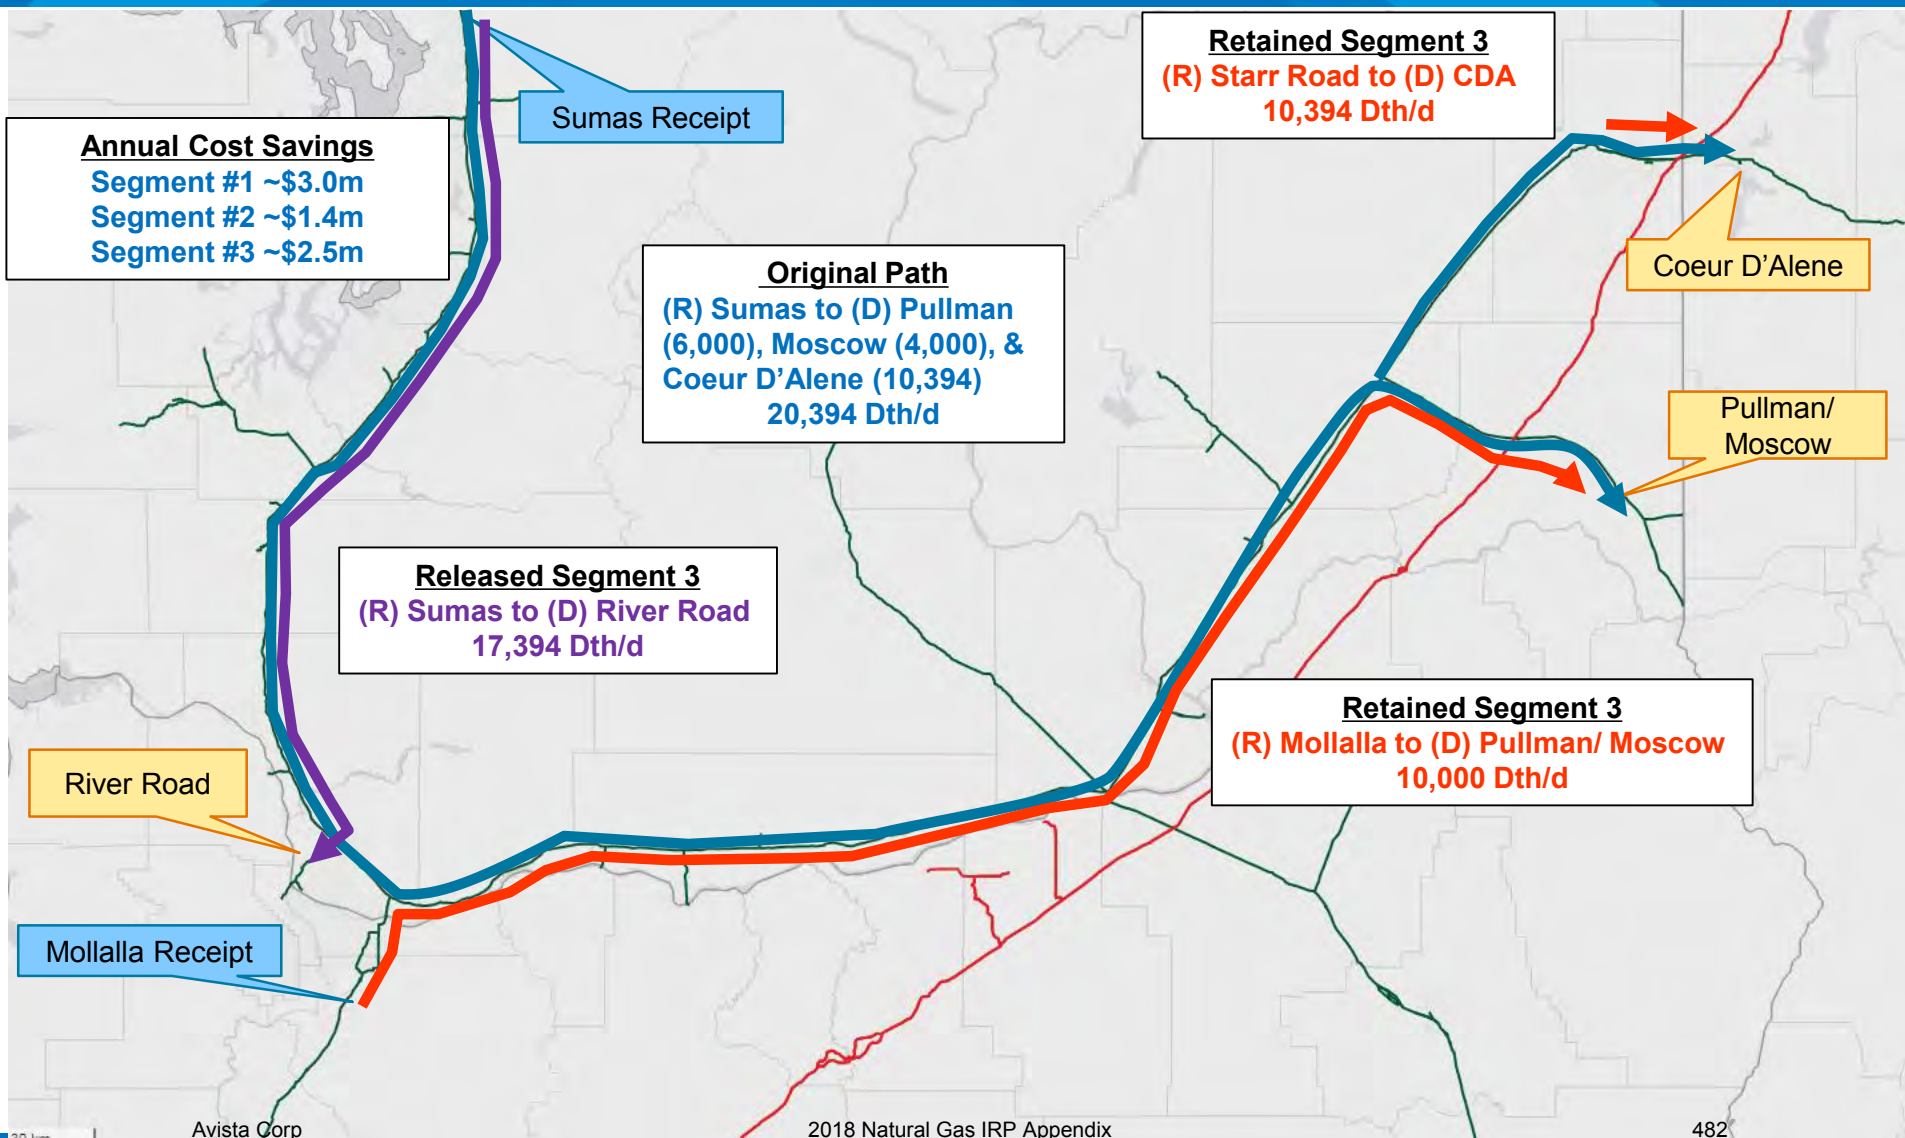 Retained Segment 3
(R) Starr Road to (D) CDA
10,394 Dth/d
Sumas Receipt
Annual Cost Savings
Segment #1 ~$3.0m
Segment #2 ~$1.4m
Segment #3 ~$2.5m
Original Path
(R) Sumas to (D) Pullman
(6,000), Moscow (4,000), &
Coeur D'Alene (10,394)
20,394 Dth/d
Coeur D'Alene
Pullman/
Moscow
Released Segment 3
(R) Sumas to (D) River Road
17,394 Dth/d
Retained Segment 3
(R) Mollalla to (D) Pullman/ Moscow
10,000 Dth/d
River Road
Mollalla Receipt
Avista Corp
2018 Natural Gas IRP Appendix
482